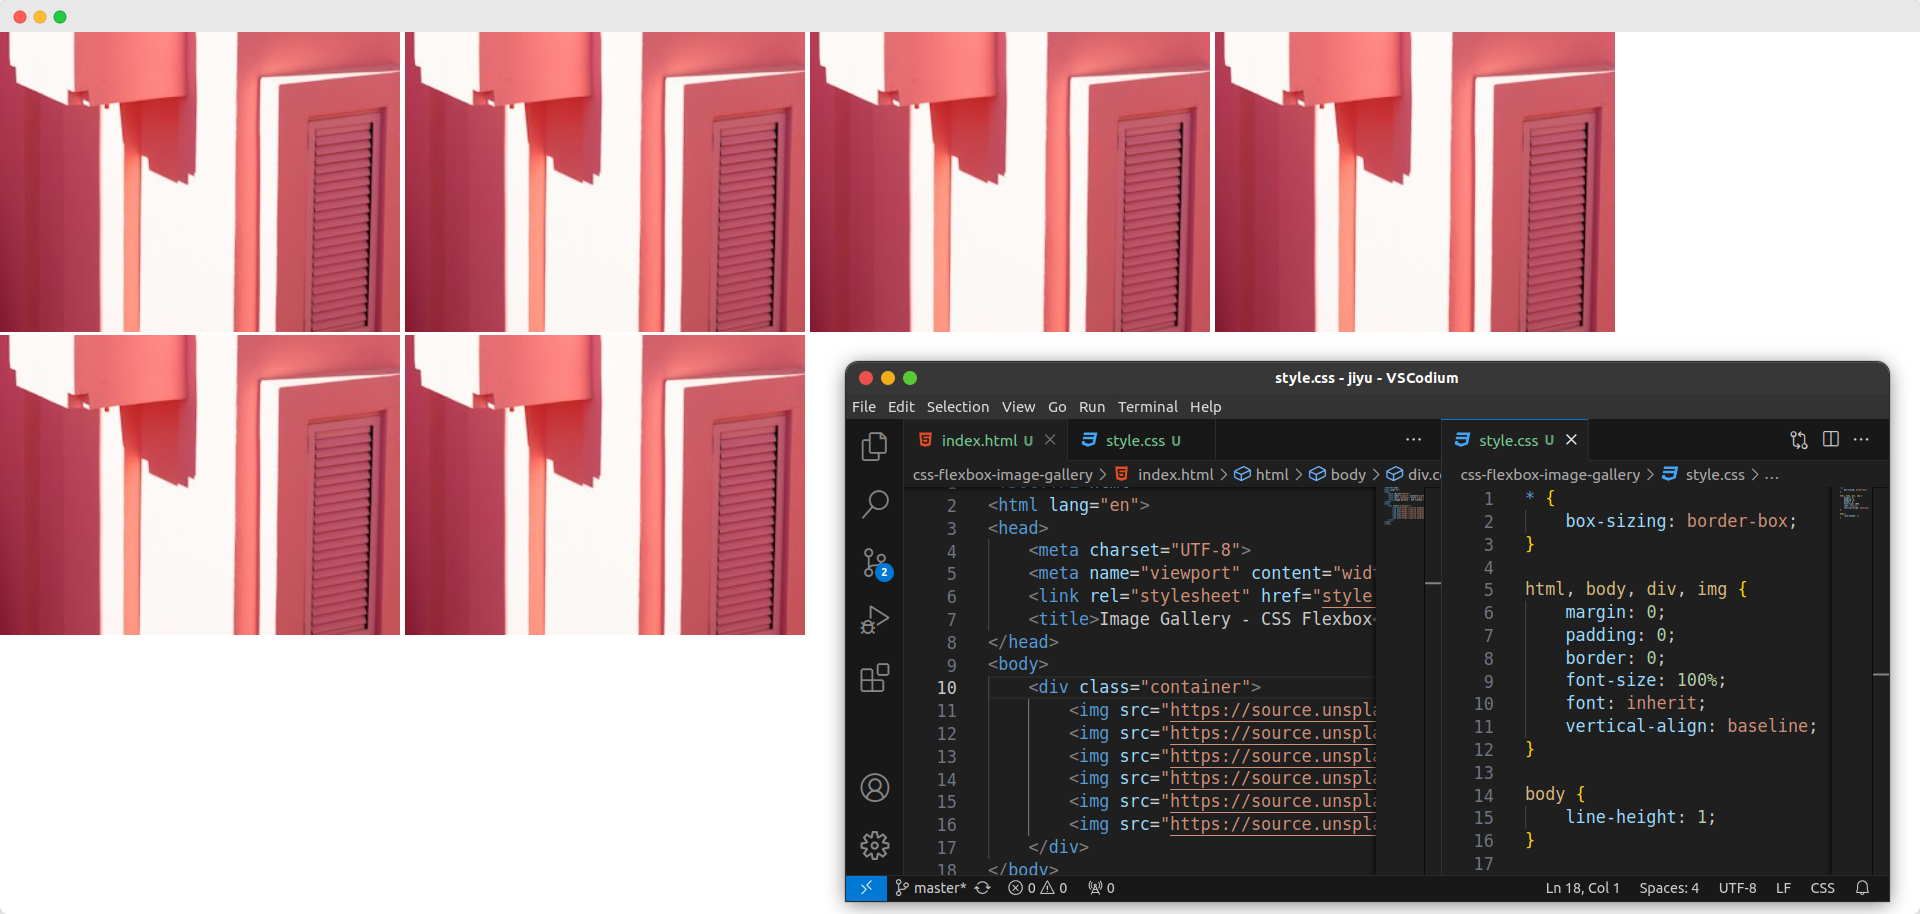 style.css - jiyu - VSCodium
File Edit Selection View Go Run Terminal Help
index.html U style.css U
css-flexbox-image-gallery > index.html > html > body >
2 <html lang="en">
3 <head>
4 <meta charset="UTF-8">
5 <meta name="viewport" content="
6 <link rel="stylesheet" href="style
7 <title>Image Gallery - CSS Flexbox
8 </head>
9 <body>
10 <div class="container">
11 <img src="https://source.unspl
12 <img src="https://source.unspl
13 <img src="https://source.unspl
14 <img src="https://source.unspl
15 <img src="https://source.unspl
16 <img src="https://source.unspl
17 </div>
18 </body>
style.css U
css-flexbox-image-gallery > style.css > ...
1 * {
2 box-sizing: border-box;
3 }
4
5 html, body, div, img {
6 margin: 0;
7 padding: 0;
8 border: 0;
9 font-size: 100%;
10 font: inherit;
11 vertical-align: baseline;
12 }
13
14 body {
15 line-height: 1;
16 }
17
2
master* 0 0 0 Ln 18, Col 1 Spaces: 4 UTF-8 LF CSS